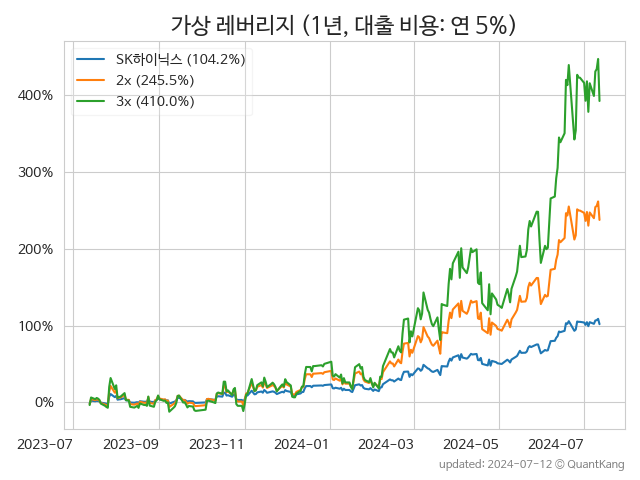 가상 레버리지 (1년, 대출 비용: 연 5%)
SK하이닉스 (104.2%)
2x (245.5%)
3x (410.0%)
400%
300%
200%
100%
0%
2023-07 2023-09 2023-11 2024-01 2024-03 2024-05 2024-07
updated: 2024-07-12 © QuantKang